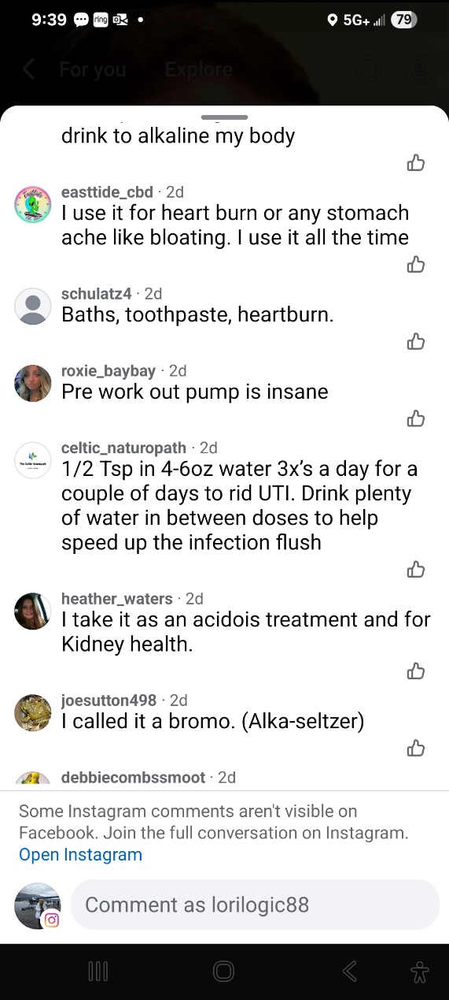 9:39
ring
5G+
79
For you Explore
drink to alkaline my body
easttide_cbd · 2d
I use it for heart burn or any stomach
ache like bloating. I use it all the time
schulatz4 · 2d
Baths, toothpaste, heartburn.
roxie_baybay · 2d
Pre work out pump is insane
celtic_naturopath · 2d
1/2 Tsp in 4-6oz water 3x’s a day for a
couple of days to rid UTI. Drink plenty
of water in between doses to help
speed up the infection flush
heather_waters · 2d
I take it as an acidois treatment and for
Kidney health.
joesutton498 · 2d
I called it a bromo. (Alka-seltzer)
debbiecombssmoot · 2d
Some Instagram comments aren't visible on
Facebook. Join the full conversation on Instagram.
Open Instagram
Comment as lorilogic88